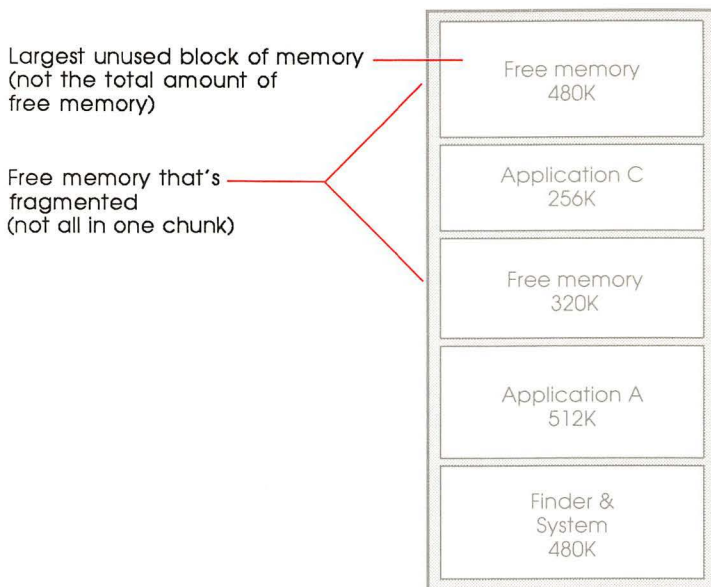 Largest unused block of memory
(not the total amount of
free memory)
Free memory that's
fragmented
(not all in one chunk)
Free memory
480K
Application C
256K
Free memory
320K
Application A
512K
Finder &
System
480K